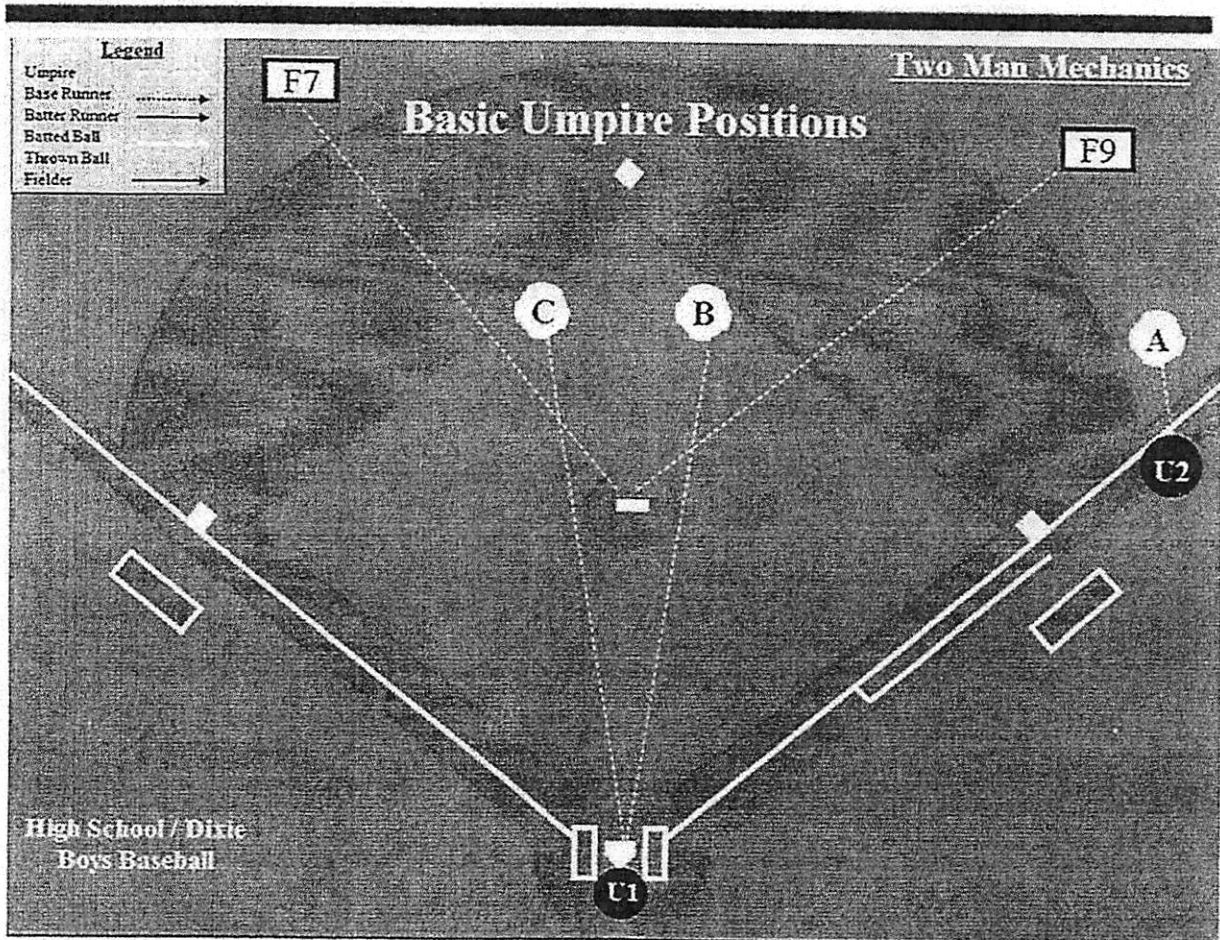 Legend
Umpire
Base Runner
Batter Runner
Batted Ball
Thrown Ball
Fielder
F7
Two Man Mechanics
Basic Umpire Positions
F9
C
B
A
U2
High School / Dixie
Boys Baseball
U1